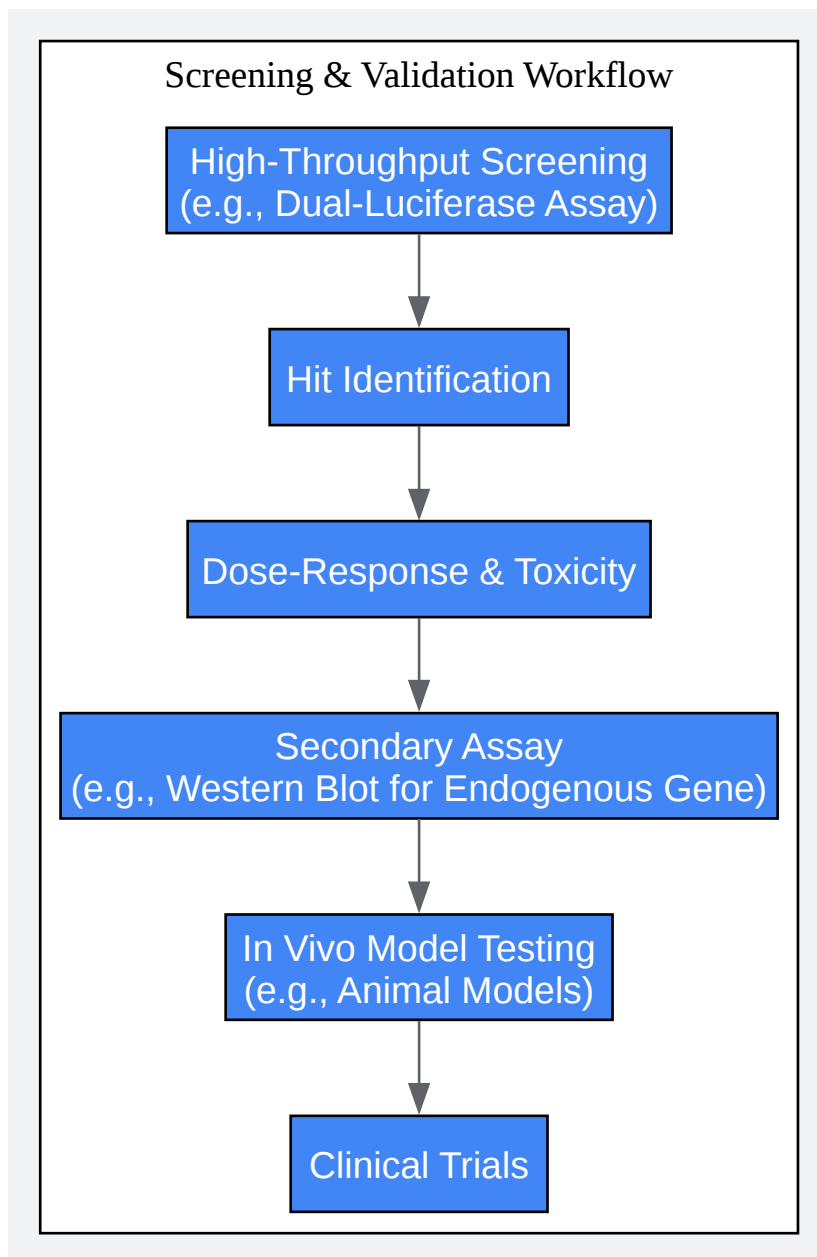 Screening & Validation Workflow
High-Throughput Screening
(e.g., Dual-Luciferase Assay)
Hit Identification
Dose-Response & Toxicity
Secondary Assay
(e.g., Western Blot for Endogenous Gene)
In Vivo Model Testing
(e.g., Animal Models)
Clinical Trials